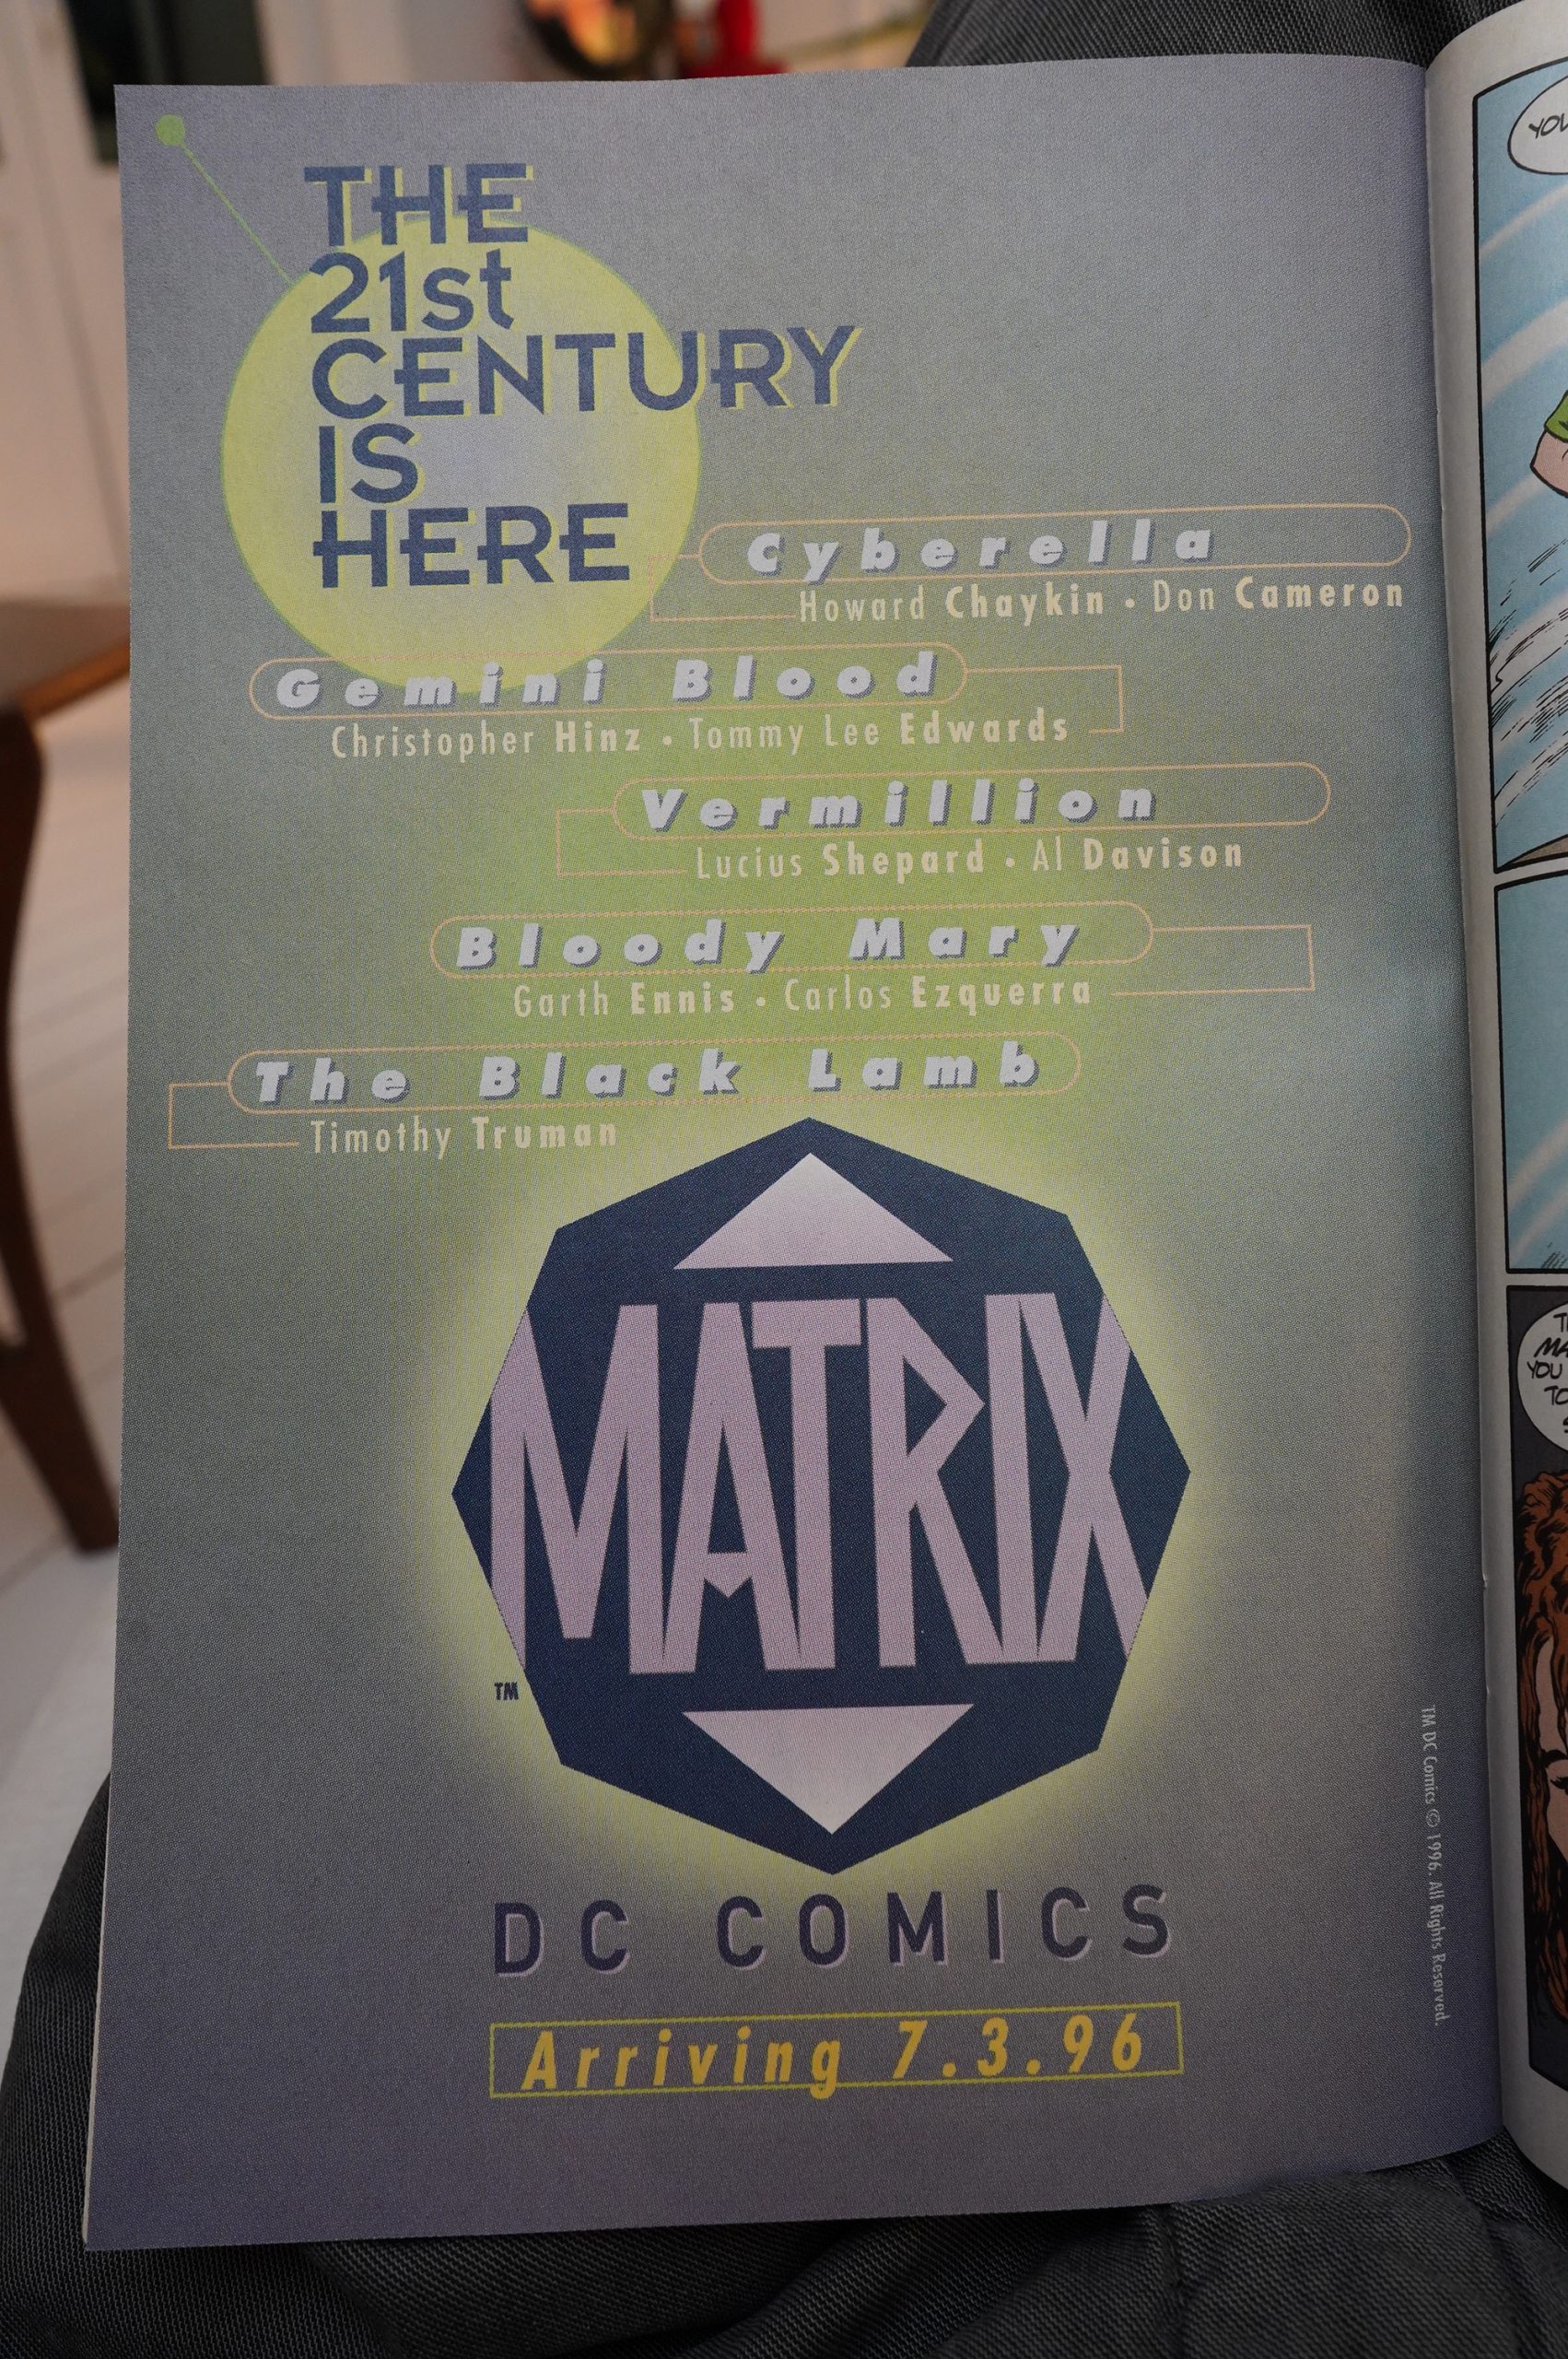 THE
21st
CENTURY
IS
HERE
Cyberella
Howard Chaykin • Don Cameron
Gemini Blood
Christopher Hinz • Tommy Lee Edwards
Vermillion
Lucius Shepard • Al Davison
Bloody Mary
Garth Ennis • Carlos Ezquerra
The Black Lamb
Timothy Truman
MATRIX
TM
DC COMICS
Arriving 7.3.96
TM DC Comics © 1996. All Rights Reserved.
YOU
TO